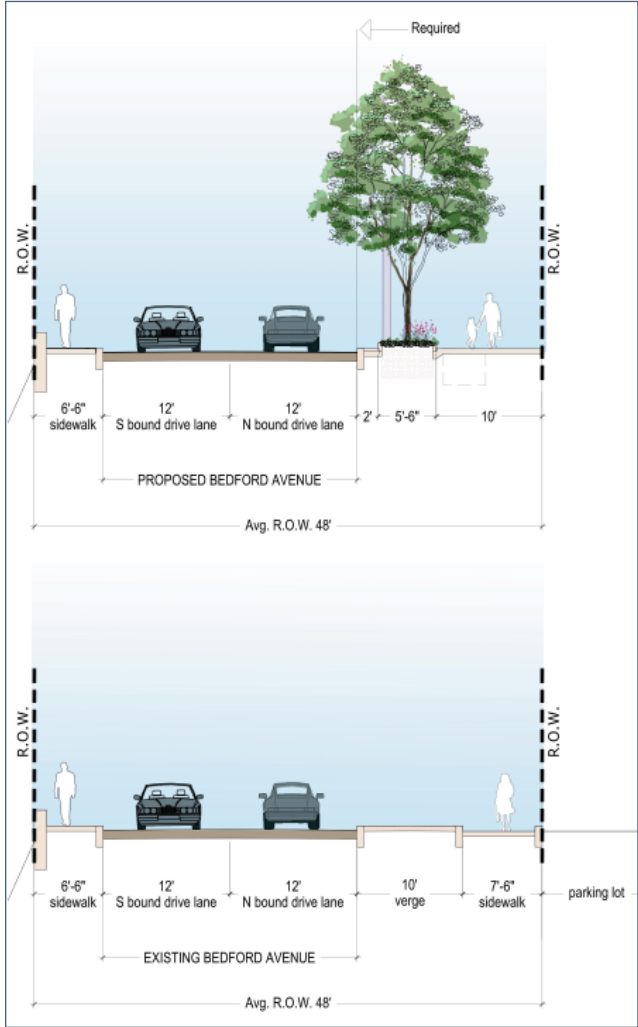 Required
R.O.W.
R.O.W.
6'-6"
sidewalk
12'
S bound drive lane
12'
N bound drive lane
2'
5'-6"
10'
PROPOSED BEDFORD AVENUE
Avg. R.O.W. 48'
R.O.W.
R.O.W.
6'-6"
sidewalk
12'
S bound drive lane
12'
N bound drive lane
10'
verge
7'-6"
sidewalk
parking lot
EXISTING BEDFORD AVENUE
Avg. R.O.W. 48'